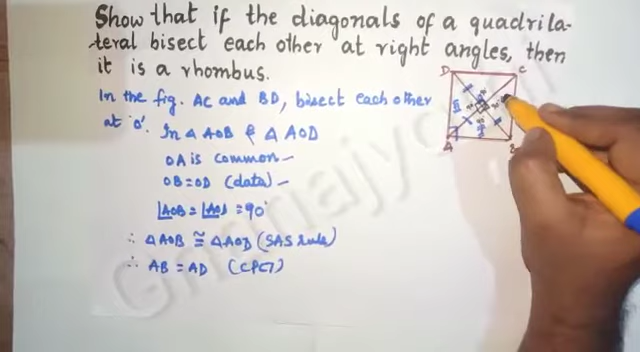 Show that if the diagonals of a quadrila-
teral bisect each other at right angles, then
it is a rhombus.
In the fig. AC and BD, bisect each other
at 'O'. In △ AOB & △ AOD
OA is common
OB = OD (data)
∠AOB = ∠AOD = 90°
∴ △AOB ≅ △AOD (SAS rule)
∴ AB = AD (CPCT)
D C
II
I
A B
Gnanajyo